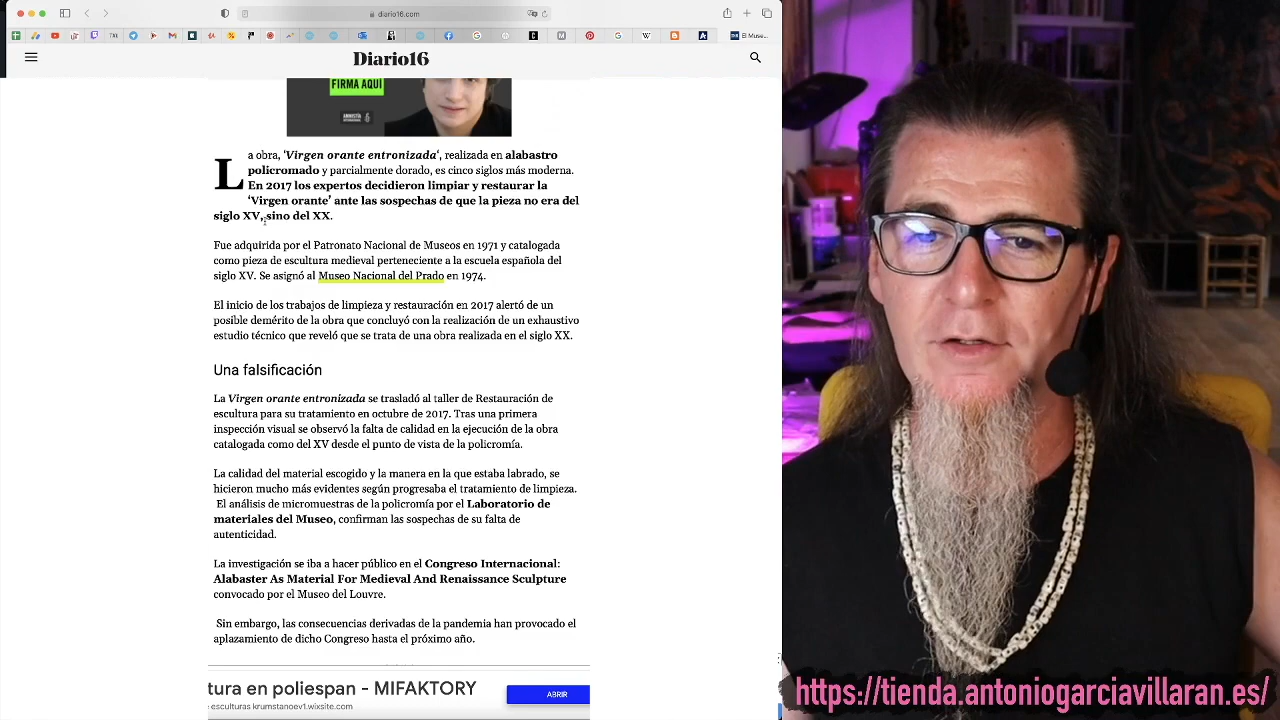 diario16.com
El Muse...
Diario16
FIRMA AQUÍ
AMNISTÍA
INTERNACIONAL
La obra, ‘Virgen orante entronizada‘, realizada en alabastro
policromado y parcialmente dorado, es cinco siglos más moderna.
En 2017 los expertos decidieron limpiar y restaurar la
‘Virgen orante’ ante las sospechas de que la pieza no era del
siglo XV, sino del XX.
Fue adquirida por el Patronato Nacional de Museos en 1971 y catalogada
como pieza de escultura medieval perteneciente a la escuela española del
siglo XV. Se asignó al Museo Nacional del Prado en 1974.
El inicio de los trabajos de limpieza y restauración en 2017 alertó de un
posible demérito de la obra que concluyó con la realización de un exhaustivo
estudio técnico que reveló que se trata de una obra realizada en el siglo XX.
Una falsificación
La Virgen orante entronizada se trasladó al taller de Restauración de
escultura para su tratamiento en octubre de 2017. Tras una primera
inspección visual se observó la falta de calidad en la ejecución de la obra
catalogada como del XV desde el punto de vista de la policromía.
La calidad del material escogido y la manera en la que estaba labrado, se
hicieron mucho más evidentes según progresaba el tratamiento de limpieza.
El análisis de micromuestras de la policromía por el Laboratorio de
materiales del Museo, confirman las sospechas de su falta de
autenticidad.
La investigación se iba a hacer público en el Congreso Internacional:
Alabaster As Material For Medieval And Renaissance Sculpture
convocado por el Museo del Louvre.
Sin embargo, las consecuencias derivadas de la pandemia han provocado el
aplazamiento de dicho Congreso hasta el próximo año.
tura en poliespan - MIFAKTORY
esculturas krumstanoev1.wixsite.com
ABRIR
https://tienda.antoniogarciavillaran.es/